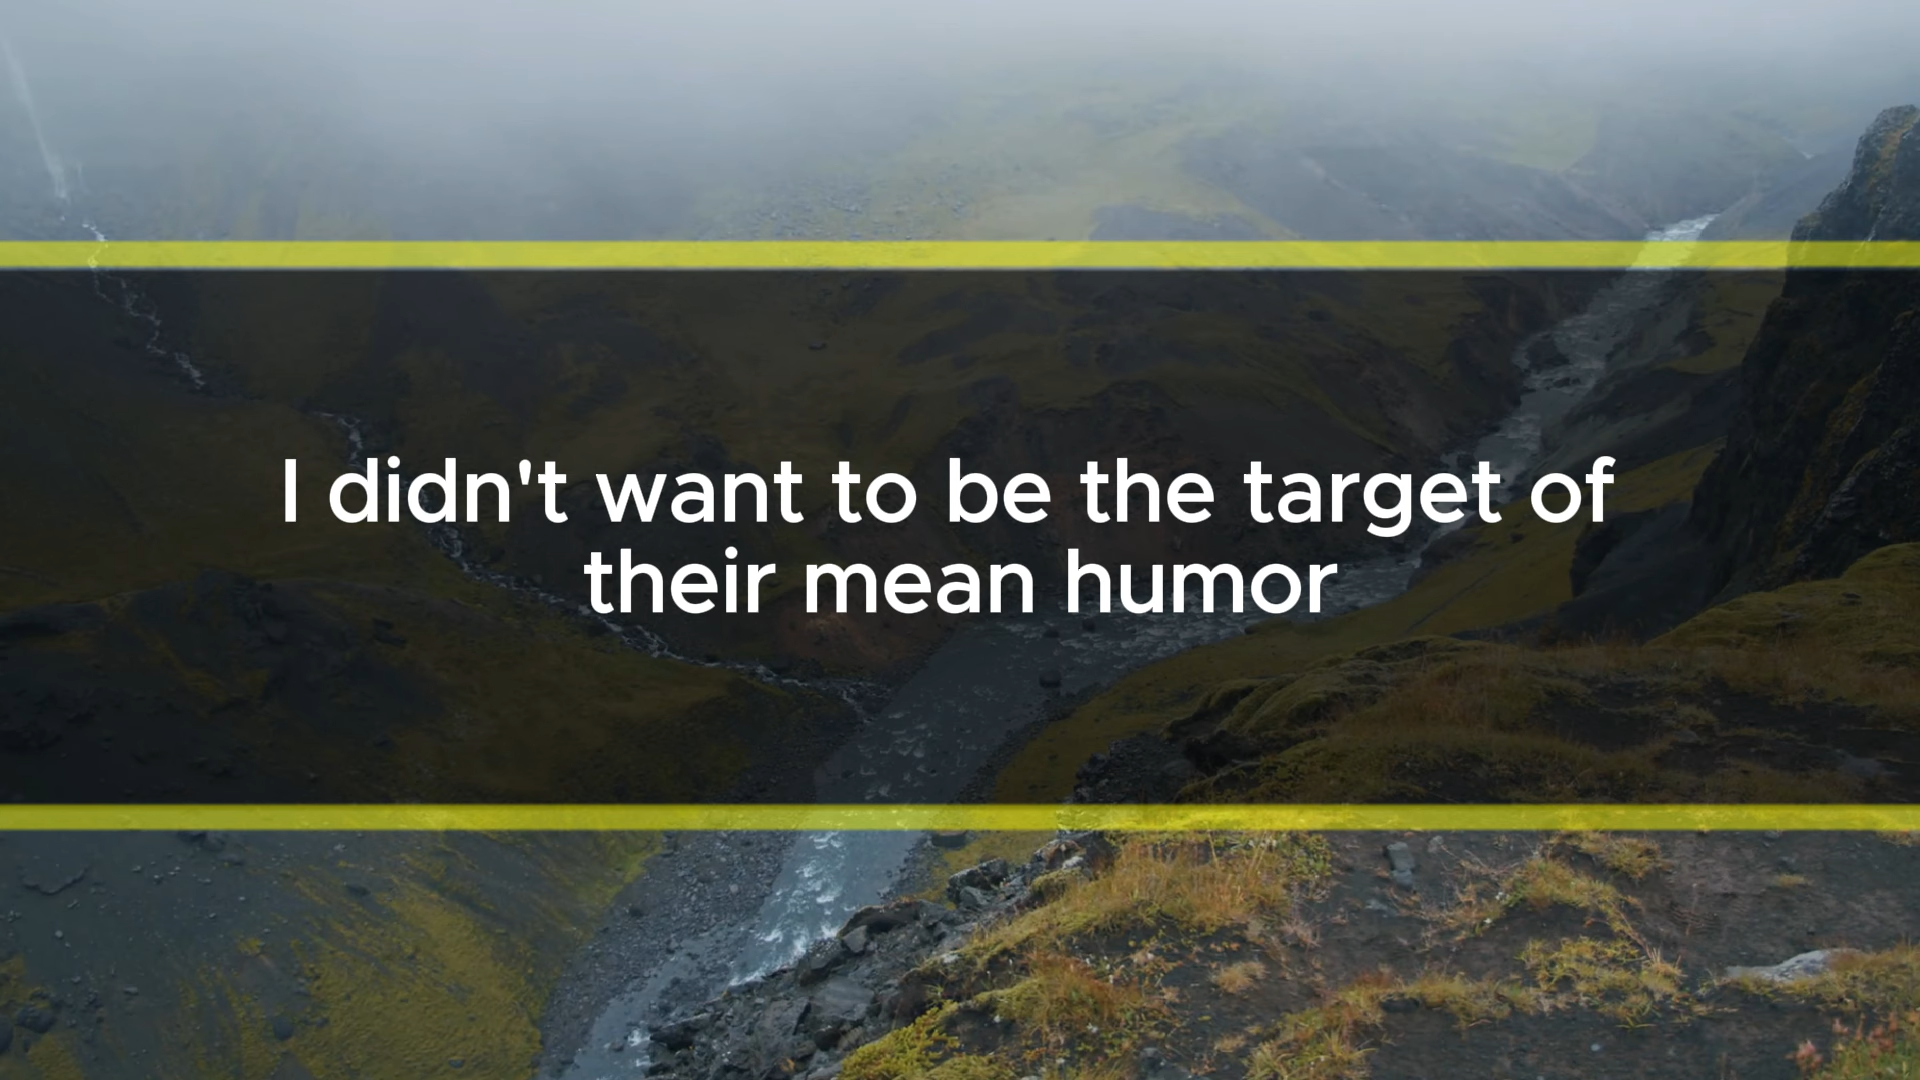 I didn't want to be the target of
their mean humor